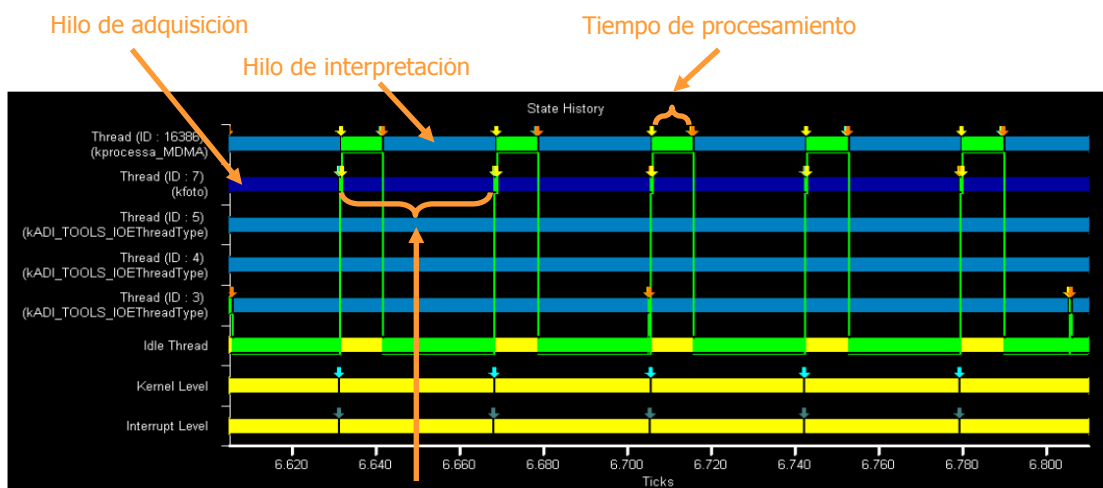 Hilo de adquisición
Tiempo de procesamiento
Hilo de interpretación
State History
Thread (ID : 16386)
(kprocessa_MDMA)
Thread (ID : 7)
(kfoto)
Thread (ID : 5)
(kADI_TOOLS_IOEThreadType)
Thread (ID : 4)
(kADI_TOOLS_IOEThreadType)
Thread (ID : 3)
(kADI_TOOLS_IOEThreadType)
Idle Thread
Kernel Level
Interrupt Level
6.620 6.640 6.660 6.680 6.700 6.720 6.740 6.760 6.780 6.800
Ticks